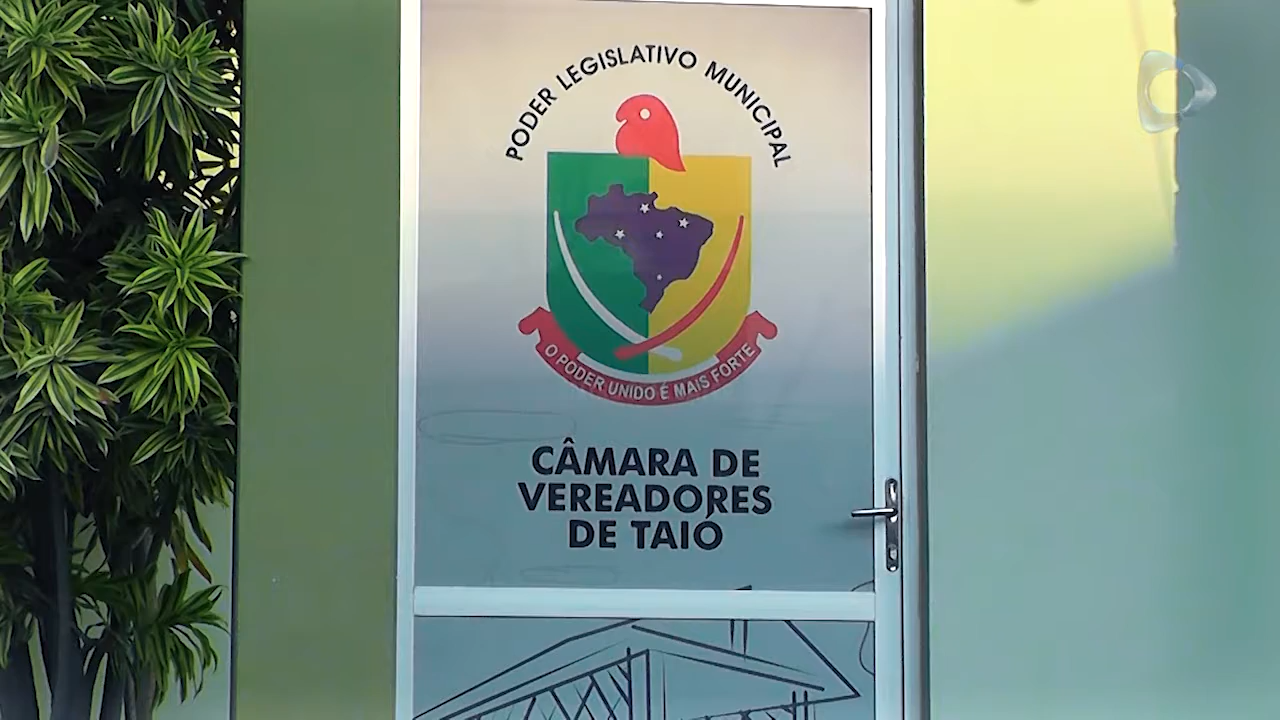 PODER LEGISLATIVO MUNICIPAL
O PODER UNIDO É MAIS FORTE
CÂMARA DE
VEREADORES
DE TAIÓ